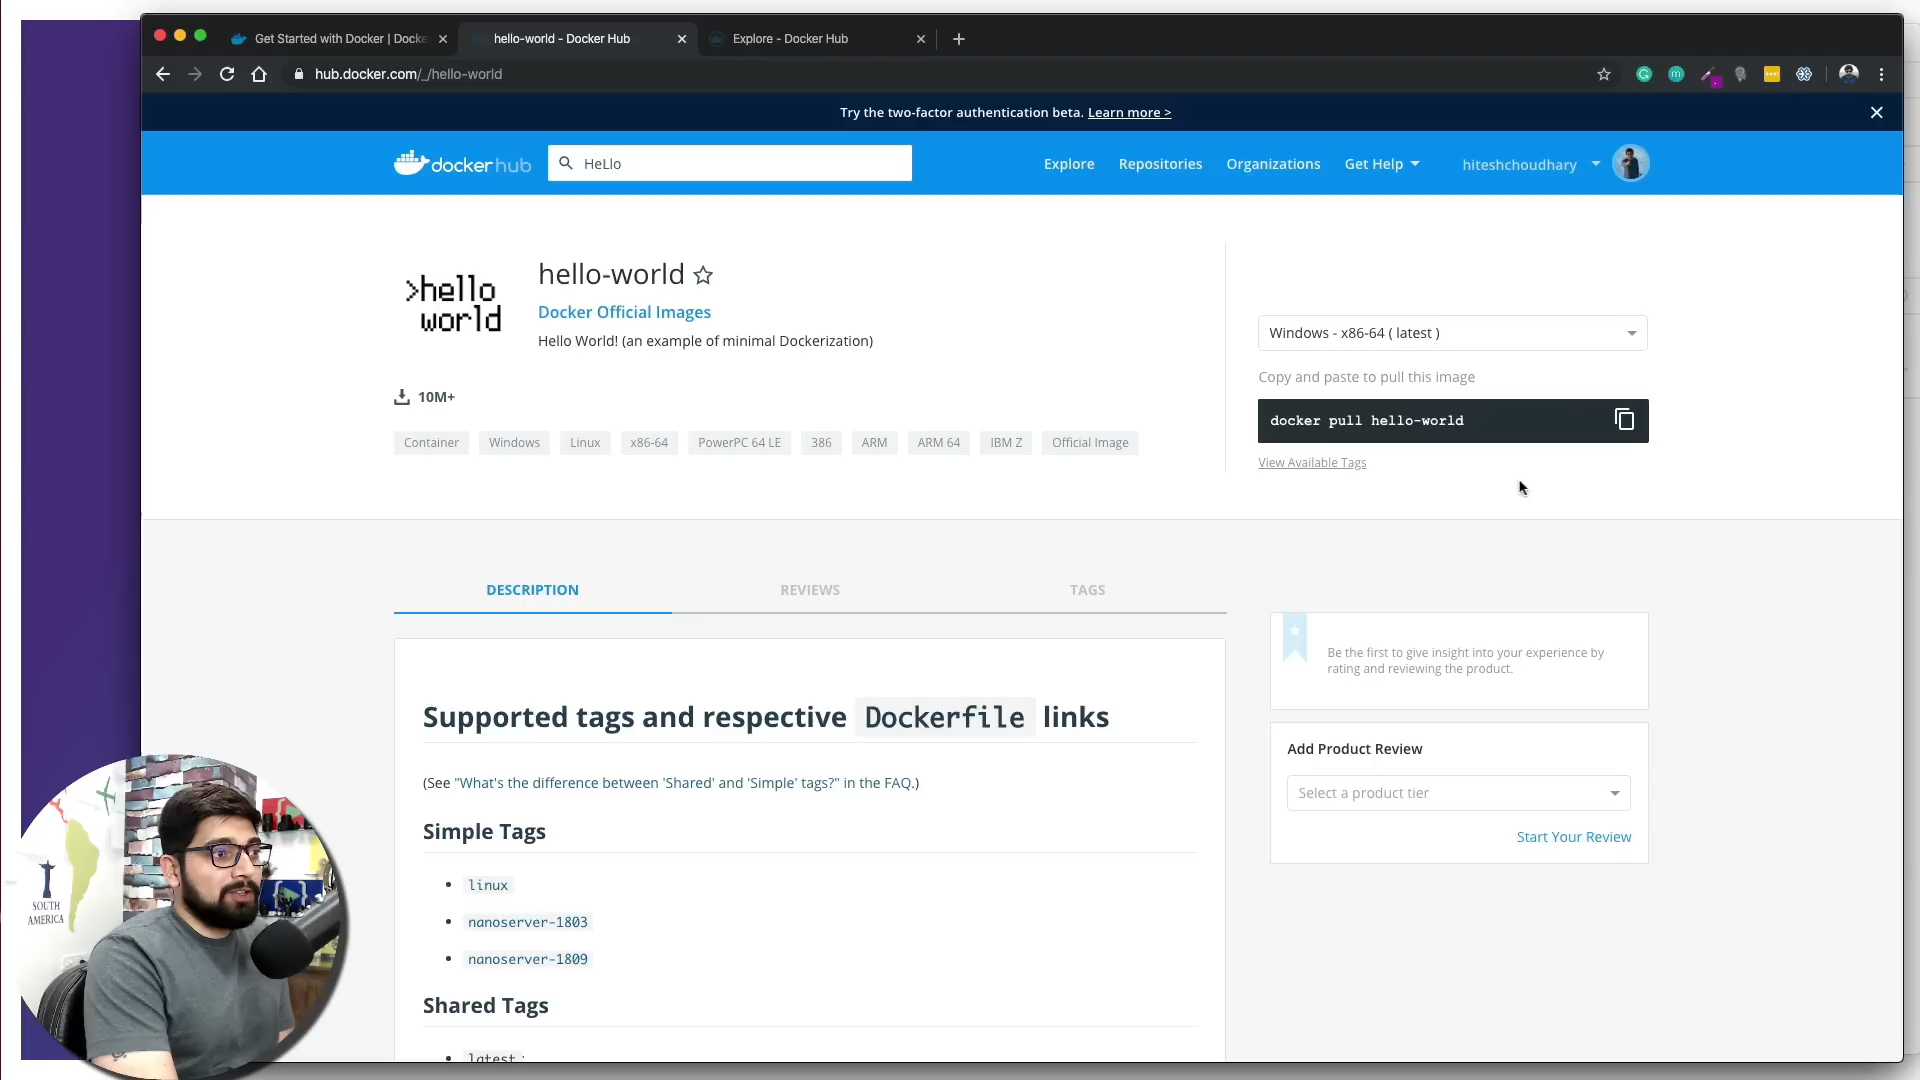 Get Started with Docker | Docke
hello-world - Docker Hub
Explore - Docker Hub
hub.docker.com/_/hello-world
Try the two-factor authentication beta. Learn more >
docker hub
HeLlo
Explore
Repositories
Organizations
Get Help
hiteshchoudhary
>hello
world
hello-world
Docker Official Images
Hello World! (an example of minimal Dockerization)
10M+
Container
Windows
Linux
x86-64
PowerPC 64 LE
386
ARM
ARM 64
IBM Z
Official Image
Windows - x86-64 ( latest )
Copy and paste to pull this image
docker pull hello-world
View Available Tags
DESCRIPTION
REVIEWS
TAGS
Supported tags and respective Dockerfile links
(See "What's the difference between 'Shared' and 'Simple' tags?" in the FAQ.)
Simple Tags
linux
nanoserver-1803
nanoserver-1809
Shared Tags
latest:
Be the first to give insight into your experience by
rating and reviewing the product.
Add Product Review
Select a product tier
Start Your Review
SOUTH
AMERICA